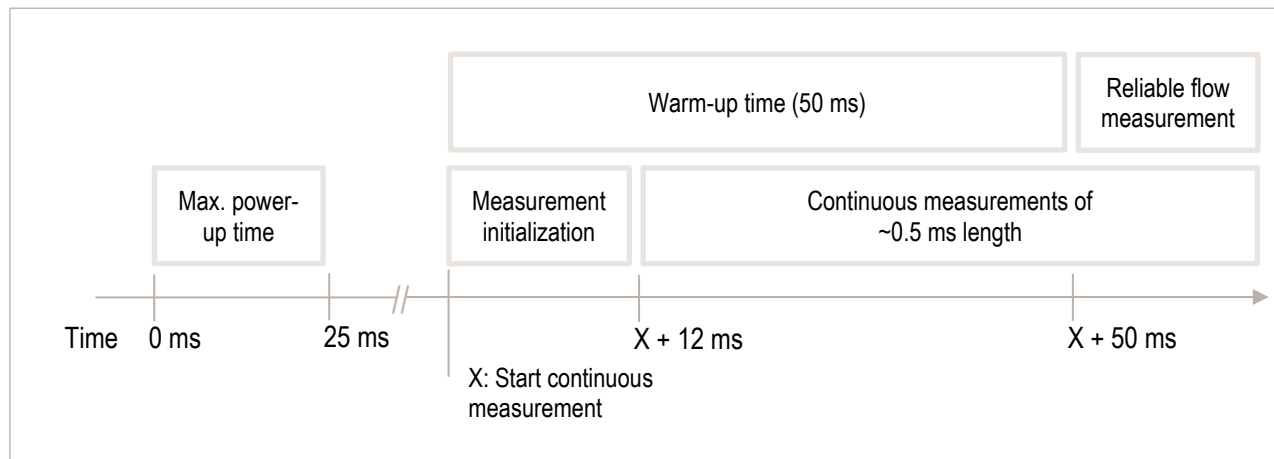 Warm-up time (50 ms)
Reliable flow
measurement
Max. power-
up time
Measurement
initialization
Continuous measurements of
~0.5 ms length
Time
0 ms
25 ms
X + 12 ms
X + 50 ms
X: Start continuous
measurement